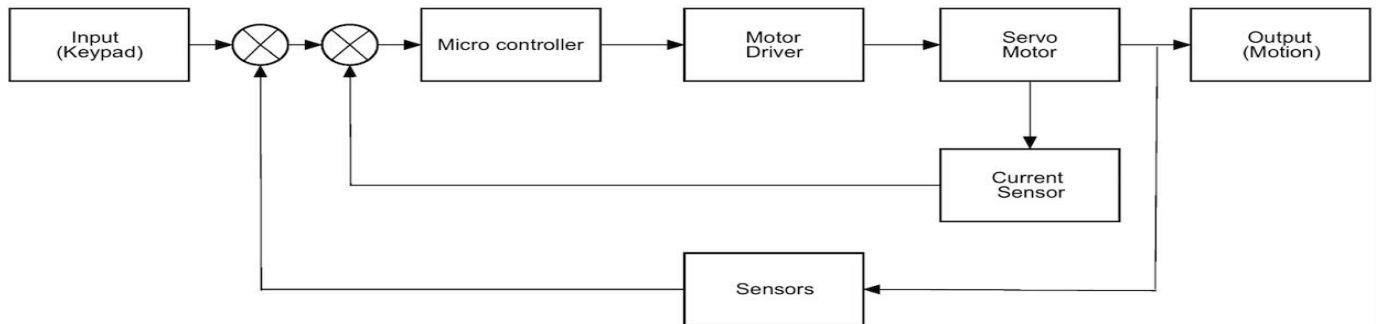 Input
(Keypad)
Micro controller
Motor
Driver
Servo
Motor
Output
(Motion)
Current
Sensor
Sensors